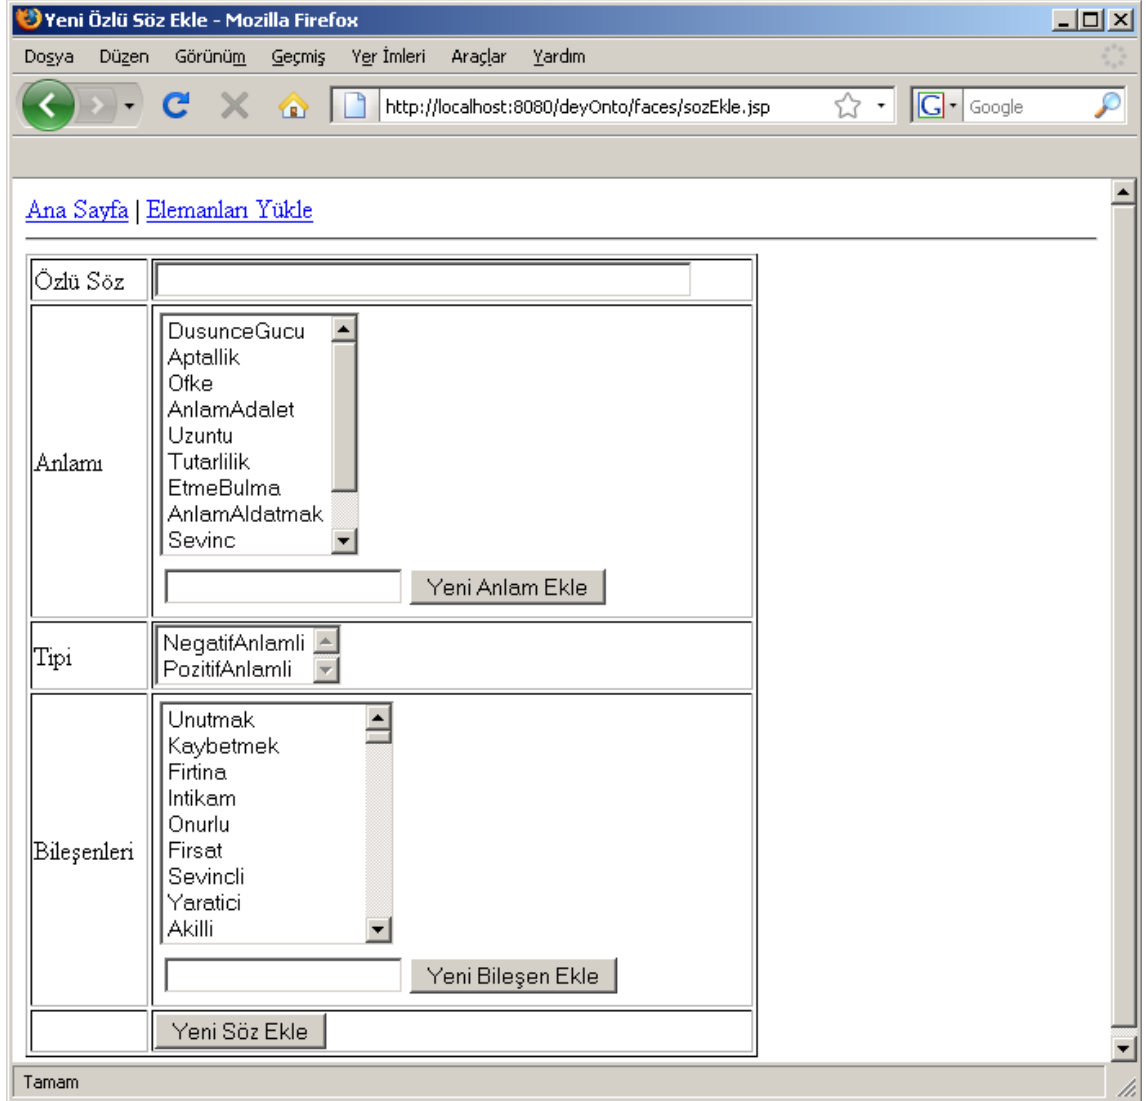 Yeni Özlü Söz Ekle - Mozilla Firefox
Dosya Düzen Görünüm Geçmiş Yer İmleri Araçlar Yardım
http://localhost:8080/deyOnto/faces/sozEkle.jsp G Google
Ana Sayfa | Elemanları Yükle
Özlü Söz
Anlamı
DusunceGucu
Aptallik
Ofke
AnlamAdalet
Uzuntu
Tutarlilik
EtmeBulma
AnlamAldatmak
Sevinc
Yeni Anlam Ekle
Tipi
NegatifAnlamli
PozitifAnlamli
Bileşenleri
Unutmak
Kaybetmek
Firtina
Intikam
Onurlu
Firsat
Sevincli
Yaratici
Akilli
Yeni Bileşen Ekle
Yeni Söz Ekle
Tamam